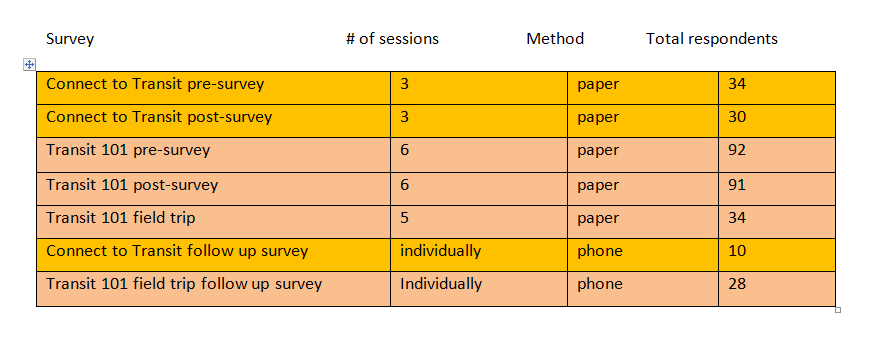 Survey # of sessions Method Total respondents
Connect to Transit pre-survey 3 paper 34
Connect to Transit post-survey 3 paper 30
Transit 101 pre-survey 6 paper 92
Transit 101 post-survey 6 paper 91
Transit 101 field trip 5 paper 34
Connect to Transit follow up survey individually phone 10
Transit 101 field trip follow up survey Individually phone 28